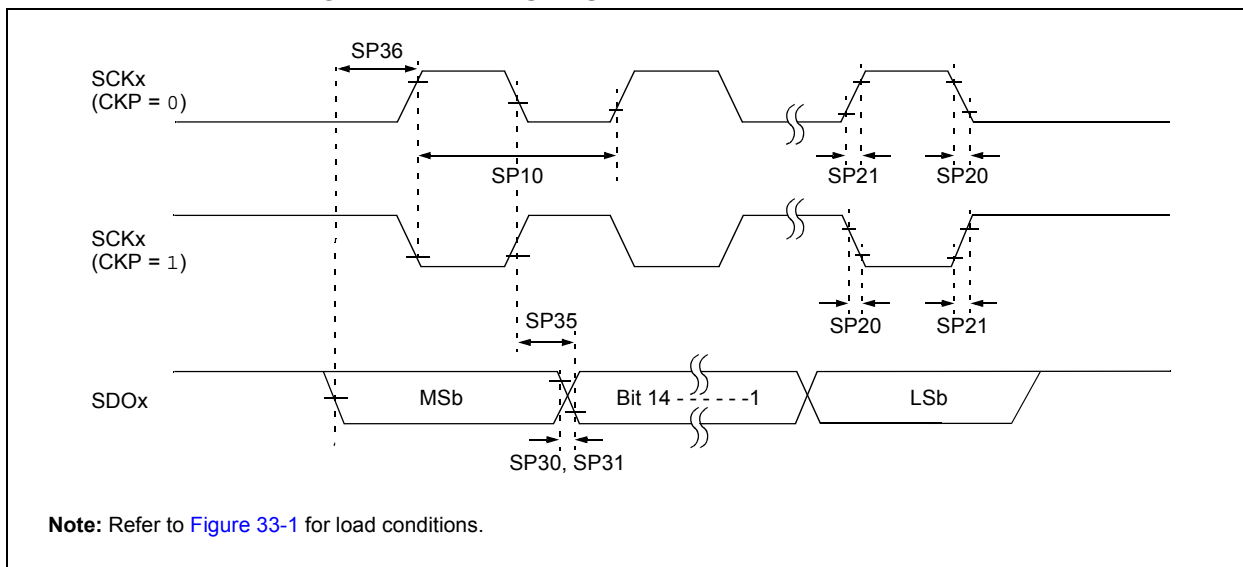 SP36
SCKx
(CKP = 0)
SP10
SP21
SP20
SCKx
(CKP = 1)
SP35
SP20
SP21
SDOx
MSb
Bit 14 - - - - - - -1
LSb
SP30, SP31
Note: Refer to Figure 33-1 for load conditions.